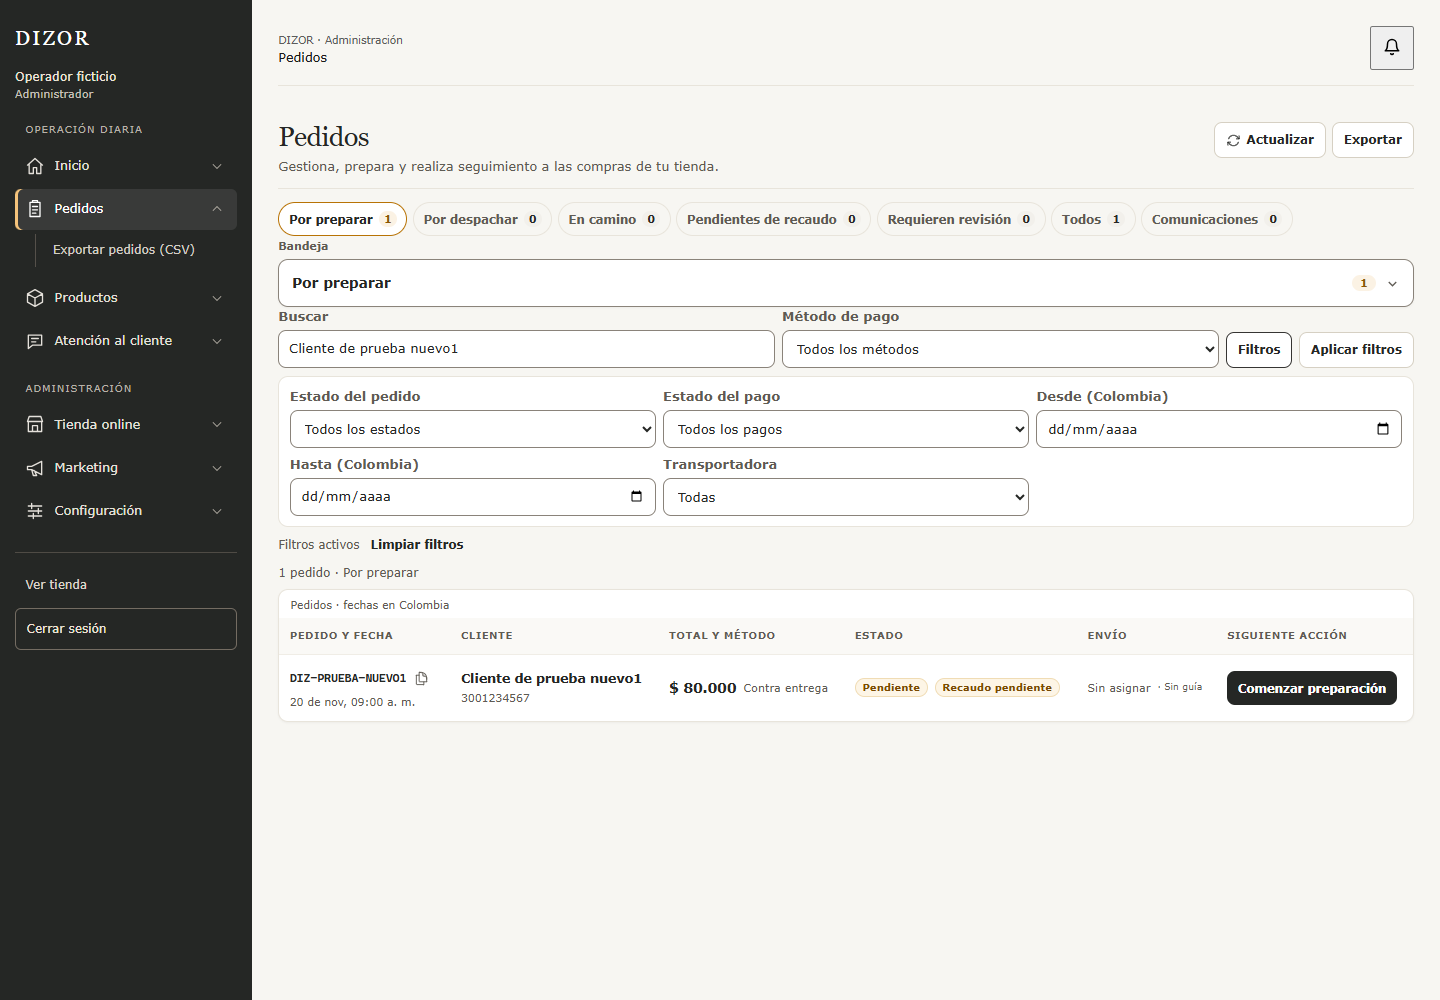 DIZOR
Operador ficticio
Administrador
OPERACIÓN DIARIA
Inicio
Pedidos
Exportar pedidos (CSV)
Productos
Atención al cliente
ADMINISTRACIÓN
Tienda online
Marketing
Configuración
Ver tienda
Cerrar sesión
DIZOR · Administración
Pedidos
Pedidos
Gestiona, prepara y realiza seguimiento a las compras de tu tienda.
Actualizar Exportar
Por preparar 1 Por despachar 0 En camino 0 Pendientes de recaudo 0 Requieren revisión 0 Todos 1 Comunicaciones 0
Bandeja
Por preparar 1
Buscar Método de pago
Cliente de prueba nuevo1 Todos los métodos Filtros Aplicar filtros
Estado del pedido Estado del pago Desde (Colombia)
Todos los estados Todos los pagos dd/mm/aaaa
Hasta (Colombia) Transportadora
dd/mm/aaaa Todas
Filtros activos Limpiar filtros
1 pedido · Por preparar
Pedidos · fechas en Colombia
PEDIDO Y FECHA CLIENTE TOTAL Y MÉTODO ESTADO ENVÍO SIGUIENTE ACCIÓN
DIZ-PRUEBA-NUEVO1 Cliente de prueba nuevo1 $ 80.000 Contra entrega Pendiente Recaudo pendiente Sin asignar · Sin guía Comenzar preparación
20 de nov, 09:00 a. m. 3001234567